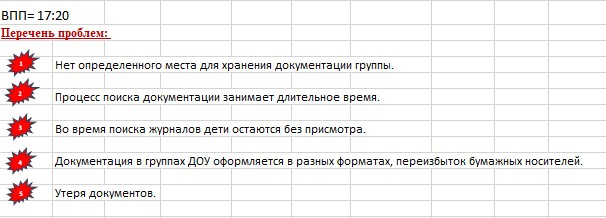 ВПП= 17:20
Перечень проблем:
1 Нет определенного места для хранения документации группы.
2 Процесс поиска документации занимает длительное время.
3 Во время поиска журналов дети остаются без присмотра.
4 Документация в группах ДОУ оформляется в разных форматах, переизбыток бумажных носителей.
5 Утеря документов.